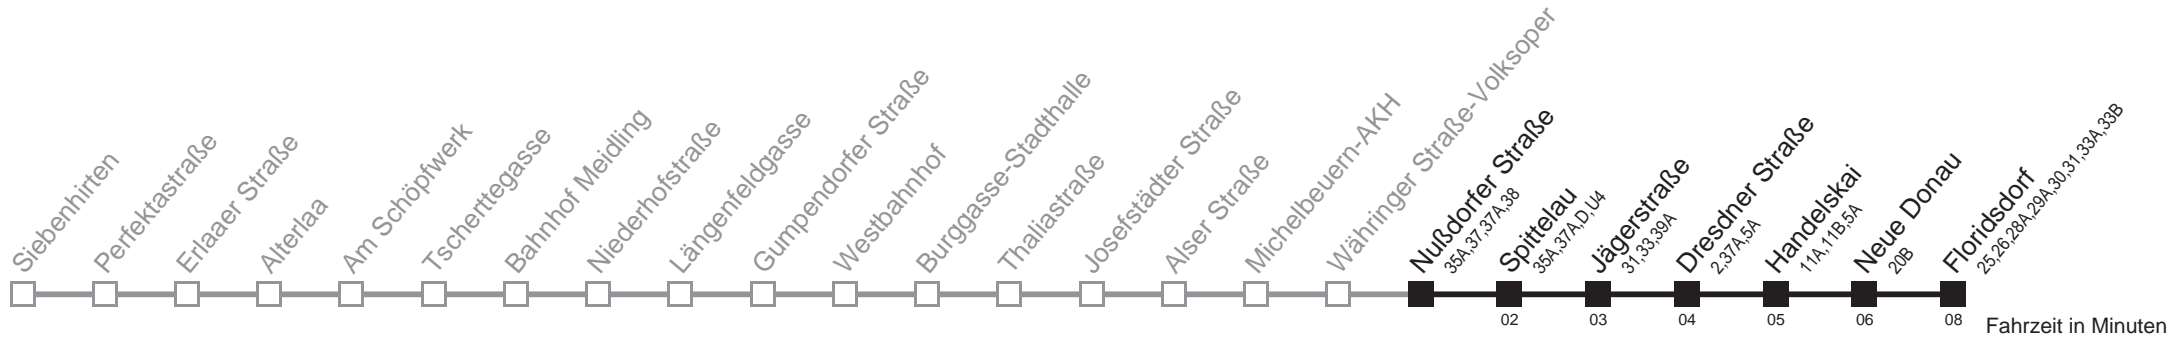 Siebenhirten
Perfektastraße
Erlaaer Straße
Alterlaa
Am Schöpfwerk
Tscherttegasse
Bahnhof Meidling
Niederhofstraße
Längenfeldgasse
Gumpendorfer Straße
Westbahnhof
Burggasse-Stadthalle
Thaliastraße
Josefstädter Straße
Alser Straße
Michelbeuern-AKH
Währinger Straße-Volksoper
Nußdorfer Straße
35A,37,37A,38
Spittelau
35A,37A,D,U4
Jägerstraße
31,33,39A
Dresdner Straße
2,37A,5A
Handelskai
11A,11B,5A
Neue Donau
20B
Floridsdorf
25,26,28A,29A,30,31,33A,33B
02 03 04 05 06 08
Fahrzeit in Minuten